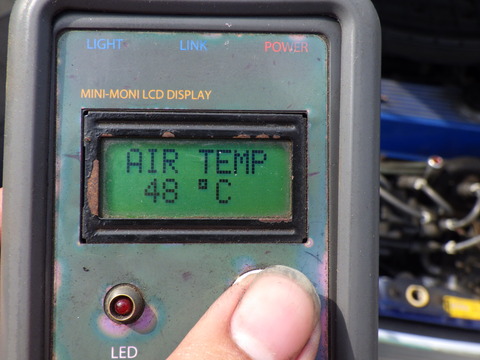 LIGHT LINK POWER
MINI-MONI LCD DISPLAY
AIR TEMP
48 °C
LED